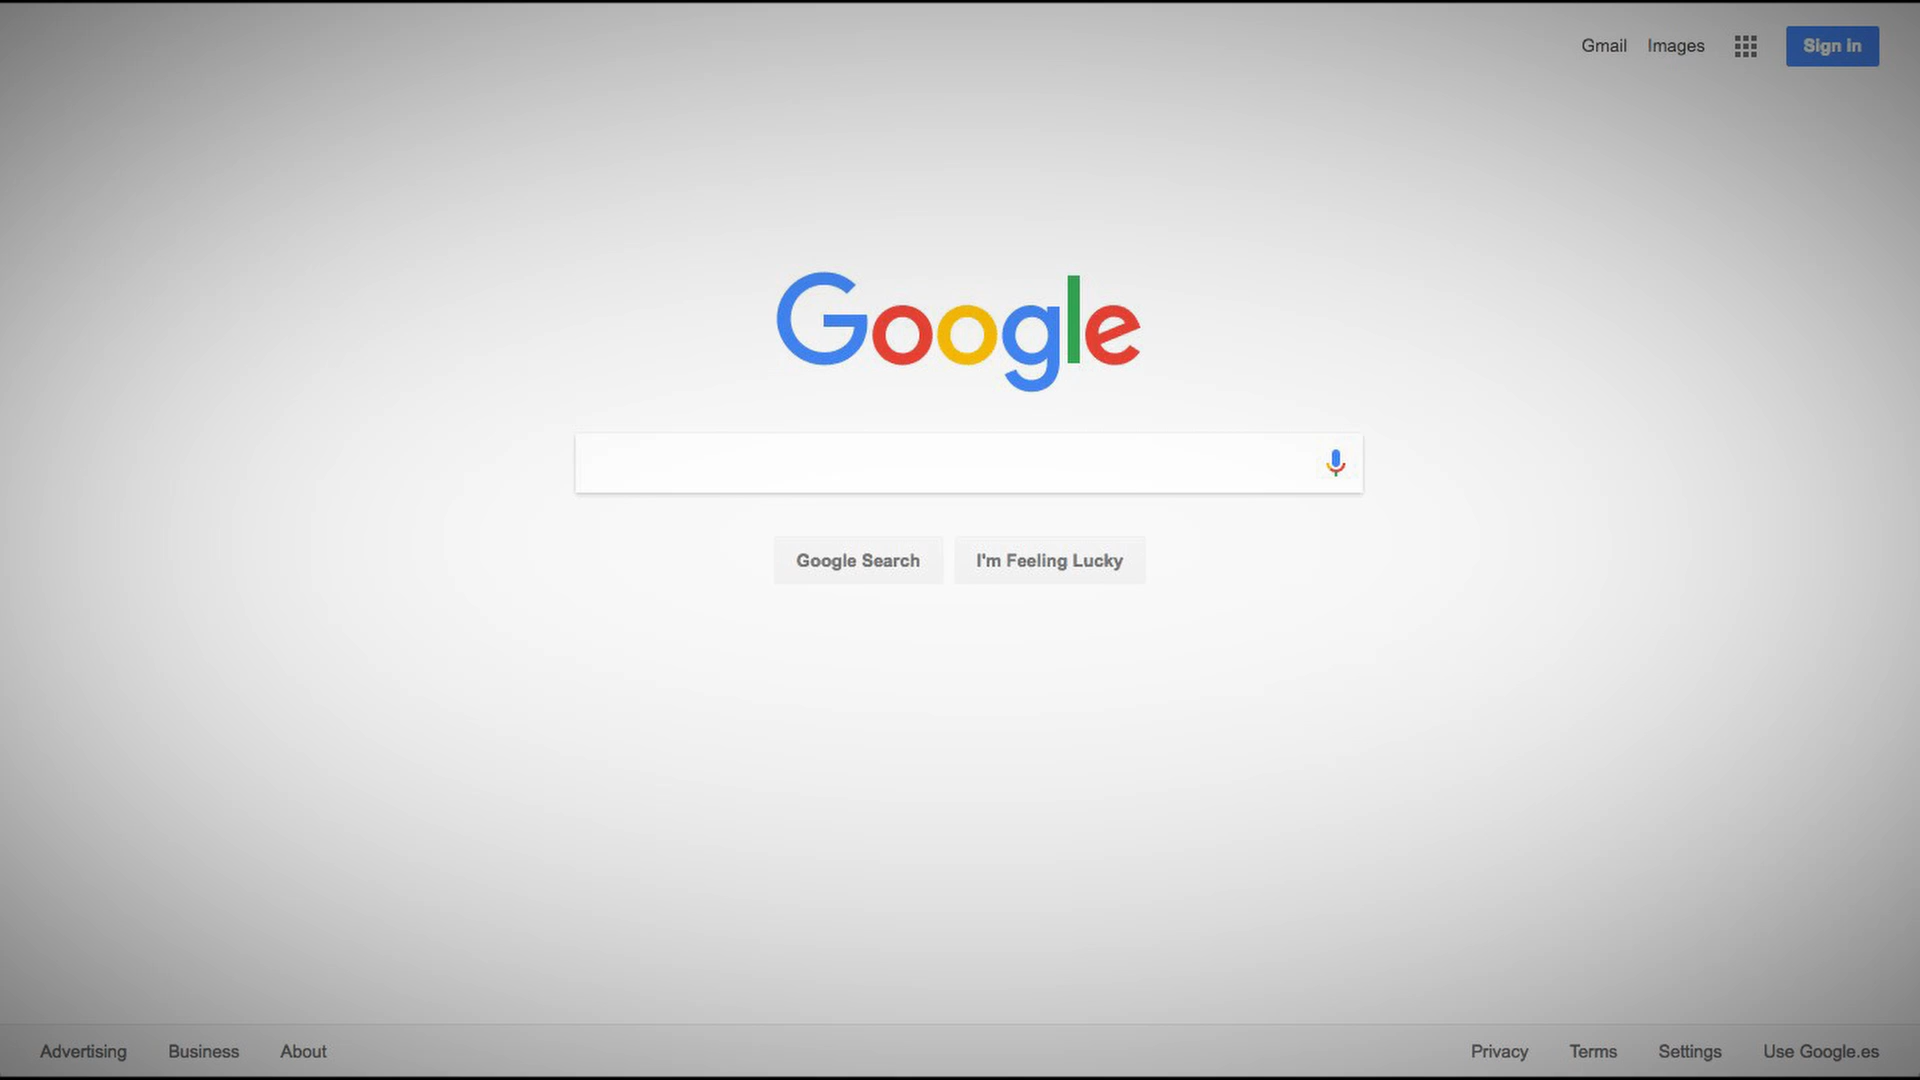 Gmail Images Sign in
Google
Google Search I'm Feeling Lucky
Advertising Business About Privacy Terms Settings Use Google.es